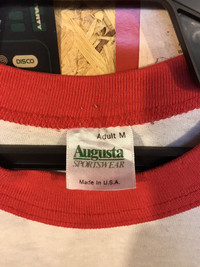 DISCO
Adult M
Augusta
SPORTSWEAR
Made in U.S.A.